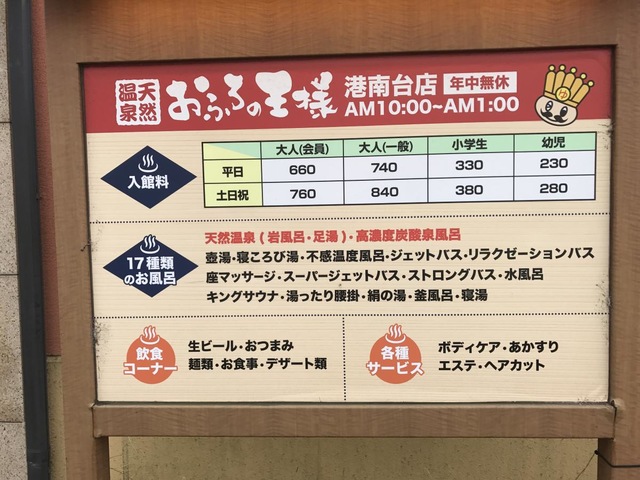 天然温泉 おふろの王様 港南台店 年中無休
AM10:00~AM1:00
ゆ
入館料
大人(会員) 大人(一般) 小学生 幼児
平日 660 740 330 230
土日祝 760 840 380 280
17種類のお風呂
天然温泉(岩風呂・足湯)・高濃度炭酸泉風呂
壺湯・寝ころび湯・不感温度風呂・ジェットバス・リラクゼーションバス
座マッサージ・スーパージェットバス・ストロングバス・水風呂
キングサウナ・湯ったり腰掛・絹の湯・釜風呂・寝湯
飲食コーナー
生ビール・おつまみ
麺類・お食事・デザート類
各種サービス
ボディケア・あかすり
エステ・ヘアカット